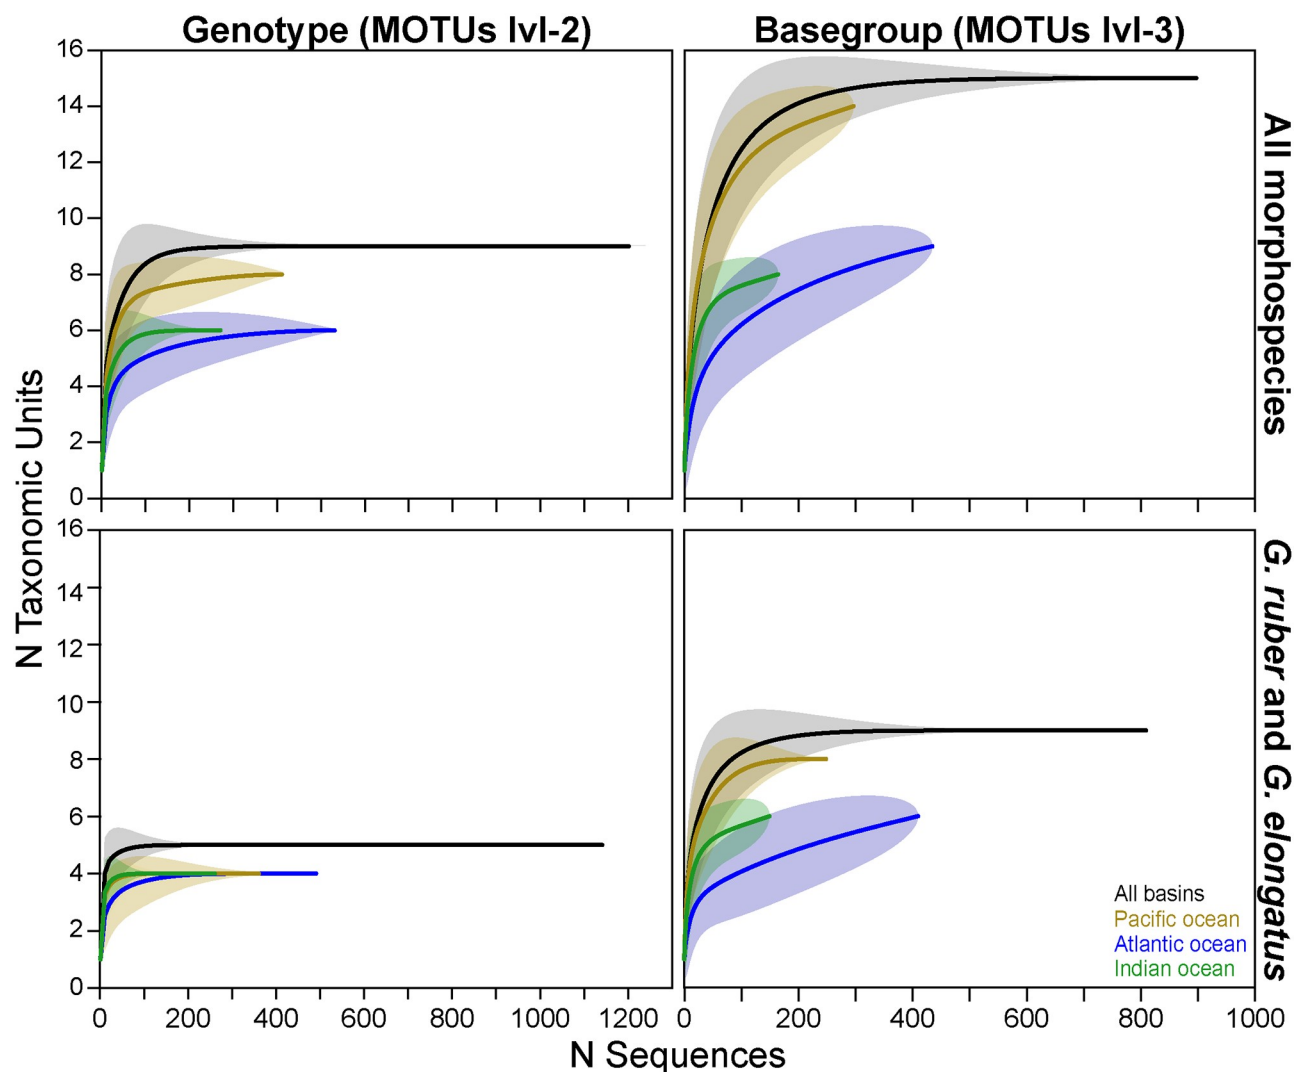 Genotype (MOTUs lvl-2)
Basegroup (MOTUs lvl-3)
16
14
12
10
8
6
4
2
0
All morphospecies
N Taxonomic Units
16
14
12
10
8
6
4
2
0
G. ruber and G. elongatus
All basins
Pacific ocean
Atlantic ocean
Indian ocean
0 200 400 600 800 1000 1200
0 200 400 600 800 1000
N Sequences